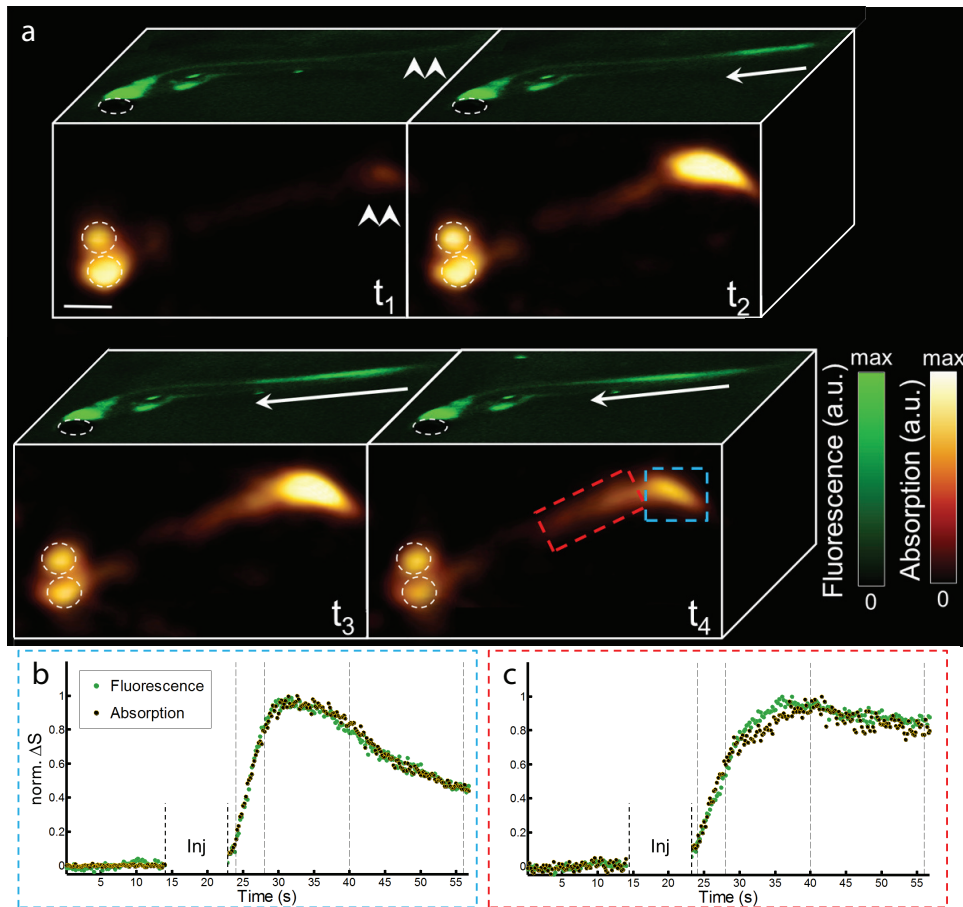 a
t1
t2
t3
t4
max
max
Fluorescence (a.u.)
Absorption (a.u.)
0
0
b
Fluorescence
Absorption
norm. ΔS
1
0.8
0.6
0.4
0.2
0
Inj
5 10 15 20 25 30 35 40 45 50 55
Time (s)
c
1
0.8
0.6
0.4
0.2
0
Inj
5 10 15 20 25 30 35 40 45 50 55
Time (s)